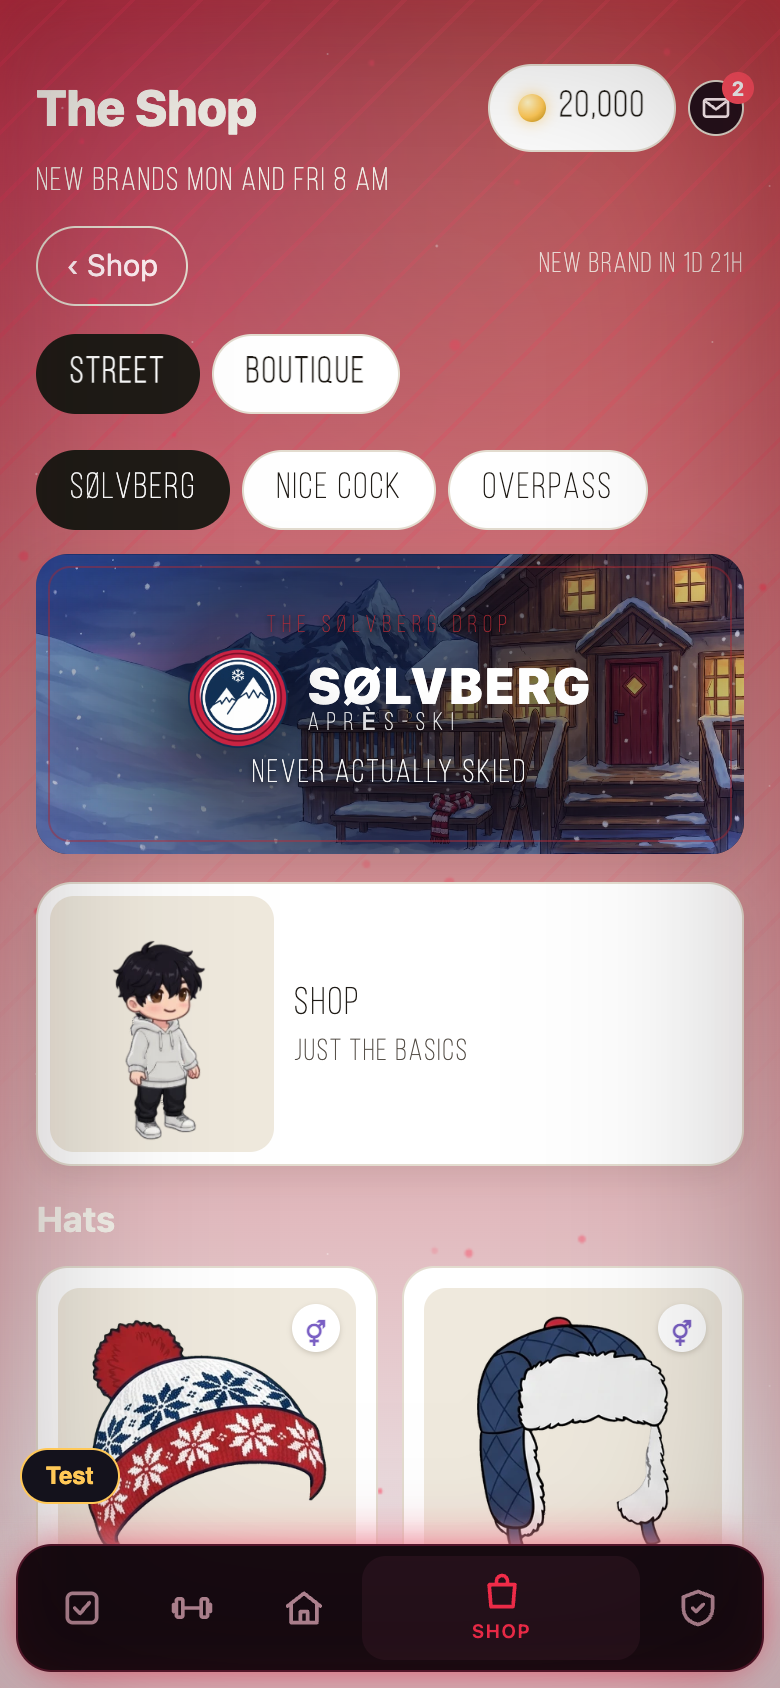 The Shop
20,000
2
NEW BRANDS MON AND FRI 8 AM
‹ Shop
NEW BRAND IN 1D 21H
STREET
BOUTIQUE
SØLVBERG
NICE COCK
OVERPASS
THE SØLVBERG DROP
SØLVBERG
APRÈS-SKI
NEVER ACTUALLY SKIED
SHOP
JUST THE BASICS
Hats
Test
SHOP